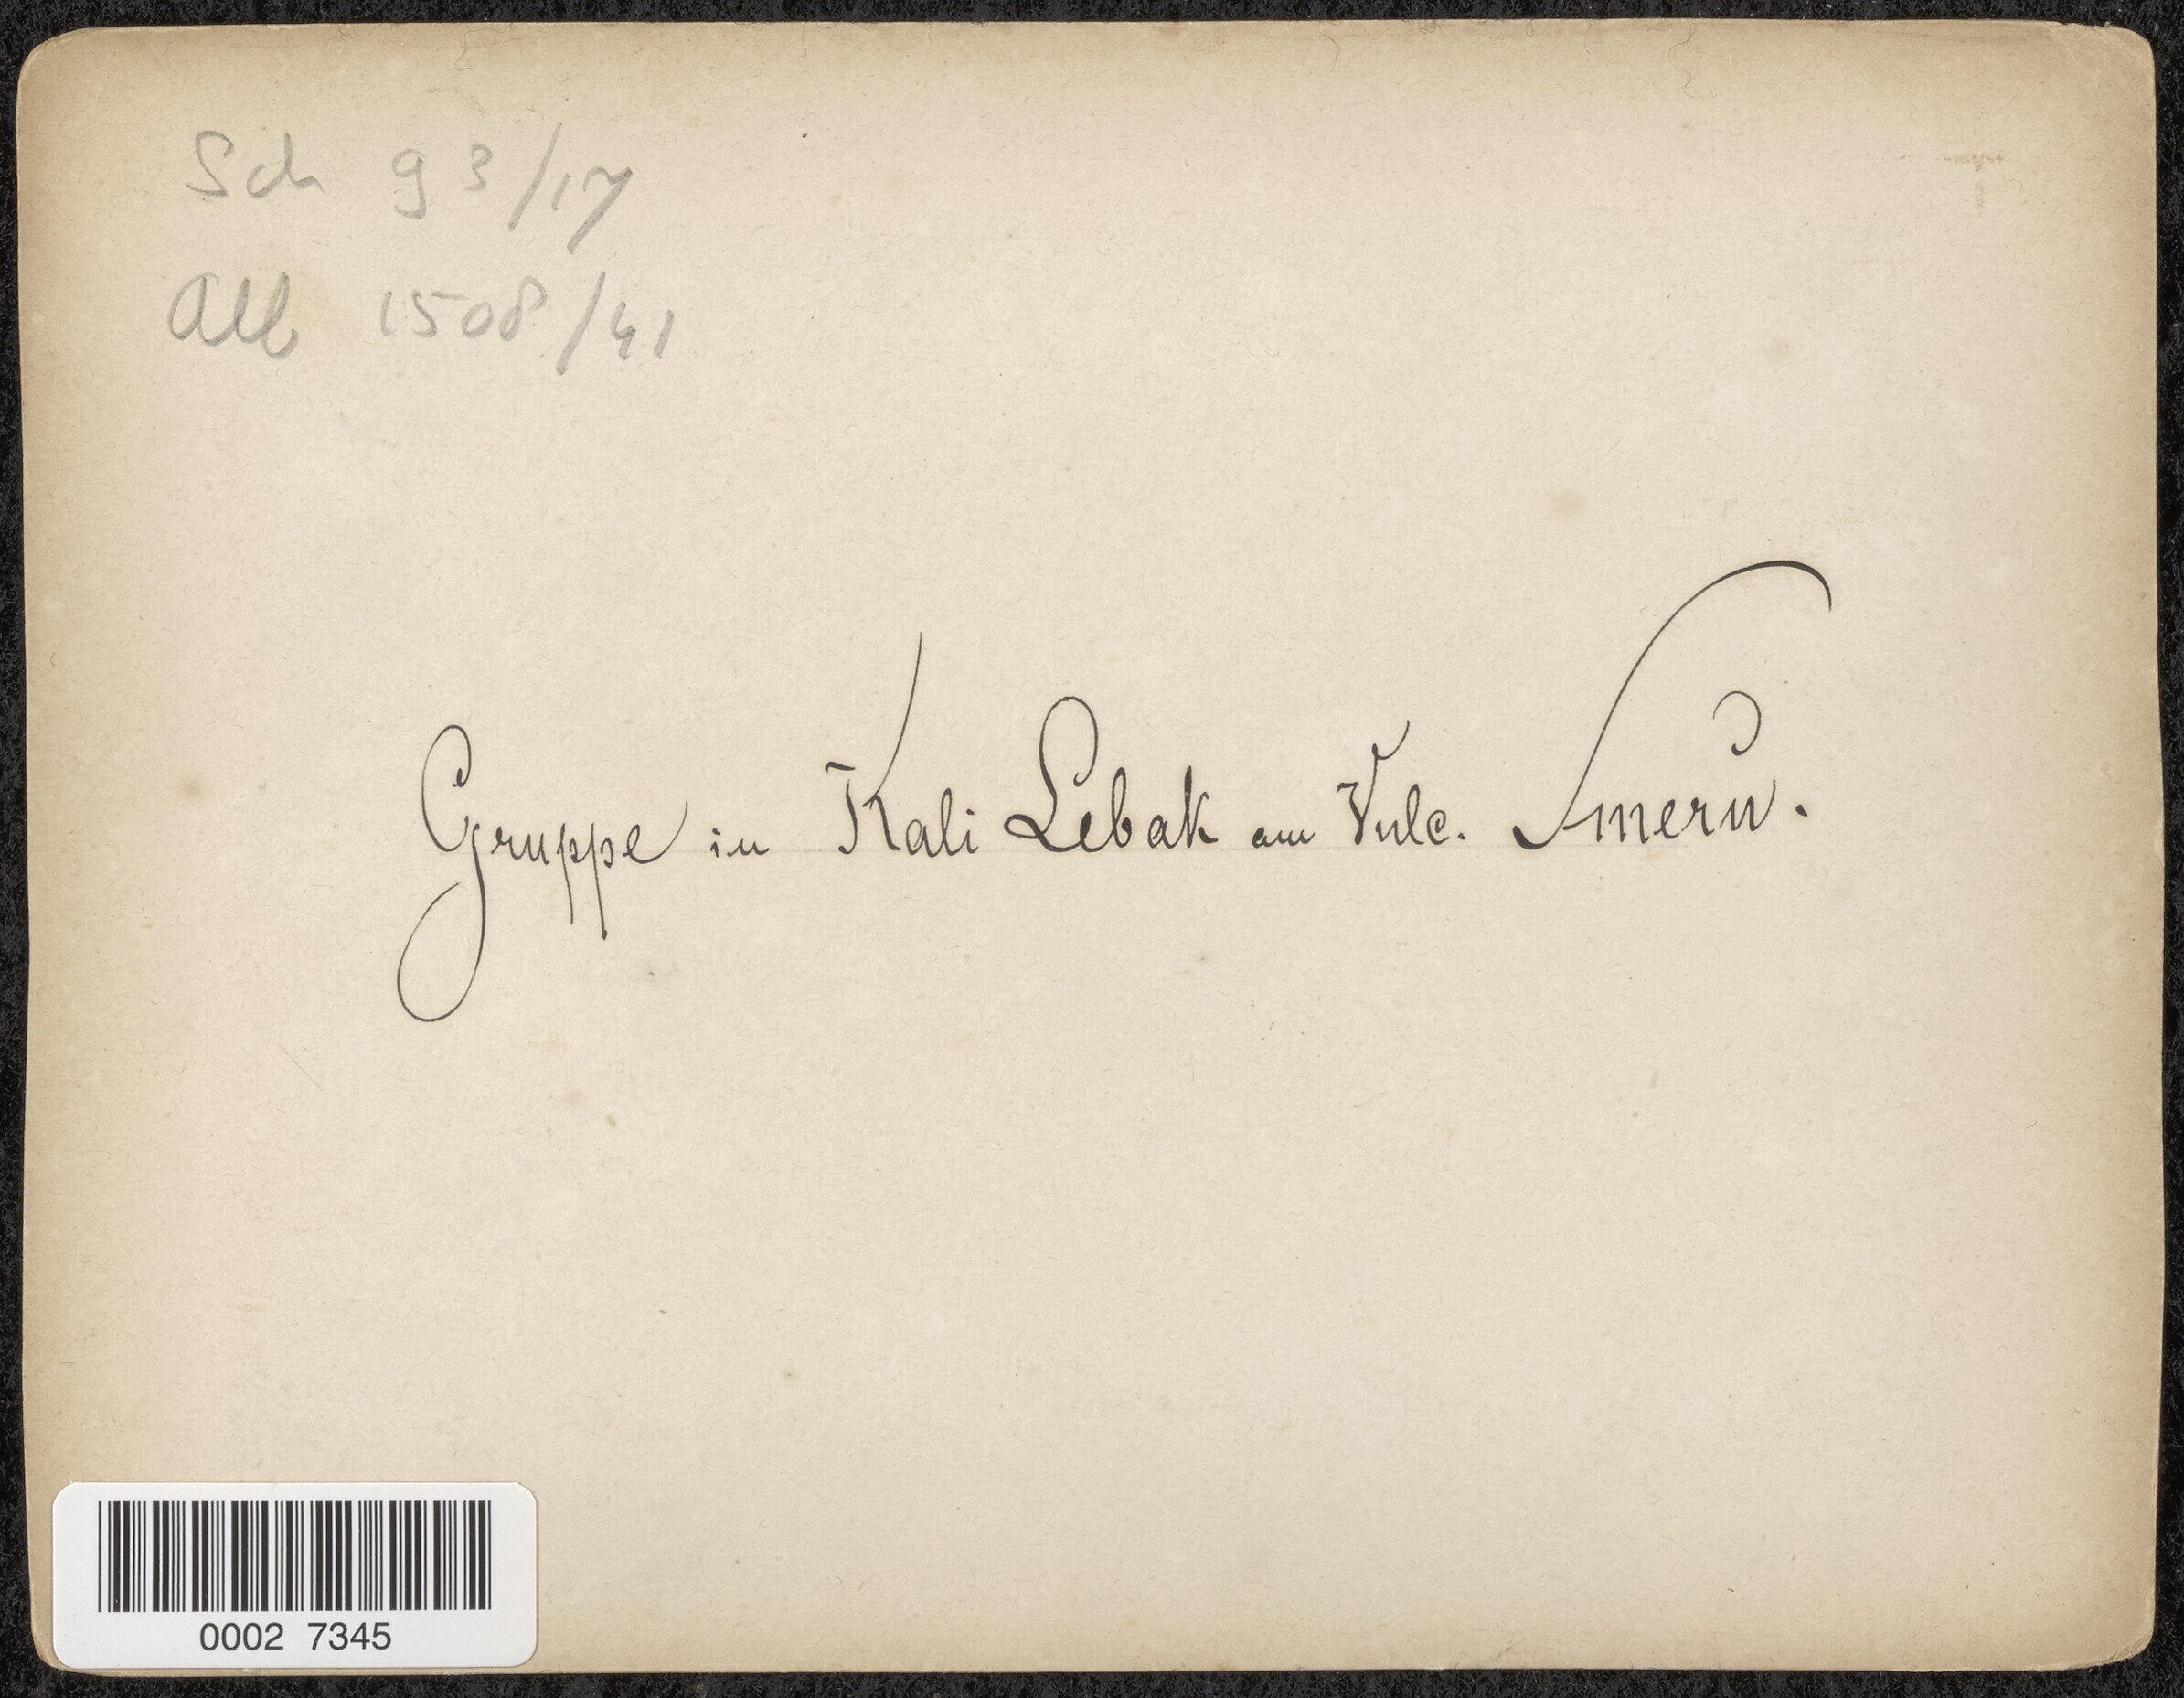 Sch 93/17
Alb 1508/41
Gruppe in Kali Lebak am Vulc. Smeru.
0002 7345